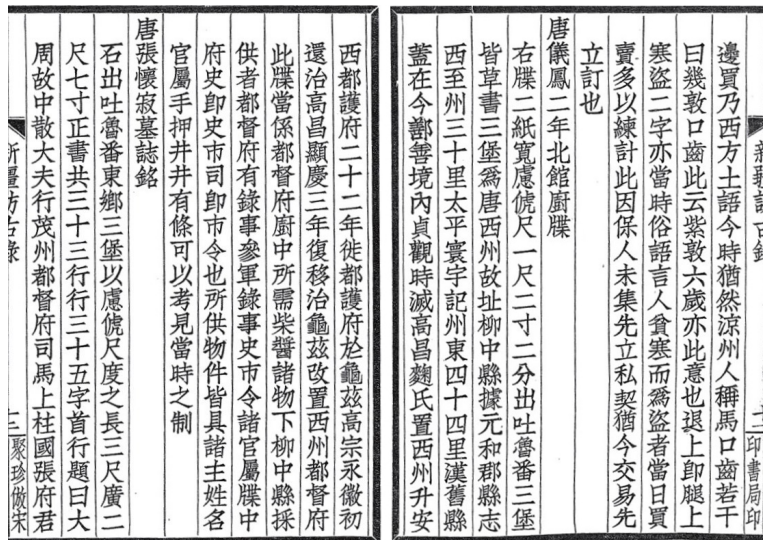 邊買乃西方土語今時猶然涼州人稱馬口齒若干
曰幾敦口齒此云紫敦六歲亦此意也退上卽腿上
寒盜二字亦當時俗語言人貧寒而爲盜者當日買
賣多以練計此因保人未集先立私契猶今交易先
立訂也
唐儀鳳二年北館廚牒
右牒二紙寬慮俿尺一尺二寸二分出吐魯番三堡
皆草書三堡爲唐西州故址柳中縣據元和郡縣志
西至州三十里太平寰宇記州東四十四里漢舊縣
蓋在今鄯善境內貞觀時滅高昌麴氏置西州升安
新疆訪古錄
二
印書局印
西都護府二十二年徙都護府於龜茲高宗永徽初
還治高昌顯慶三年復移治龜茲改置西州都督府
此牒當係都督府廚中所需柴醬諸物下柳中縣採
供者都督府有錄事參軍錄事史市令諸官屬牒中
府史卽史市司卽市令也所供物件皆具諸主姓名
官屬手押井井有條可以考見當時之制
唐張懷寂墓誌銘
石出吐魯番東鄉三堡以慮俿尺度之長三尺廣二
尺七寸正書共三十三行行三十五字首行題曰大
周故中散大夫行茂州都督府司馬上柱國張府君
新疆訪古錄
三
聚珍倣宋